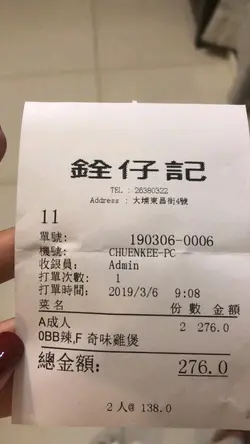 銓仔記
TEL : 26380322
Address : 大埔東昌街4號
11
單號: 190306-0006
機號: CHUENKEE-PC
收銀員: Admin
打單次數: 1
打單時間: 2019/3/6 9:08
菜名 份數 金額
A成人 2 276.0
0BB辣,F 奇味雞煲
總金額: 276.0
2人@ 138.0